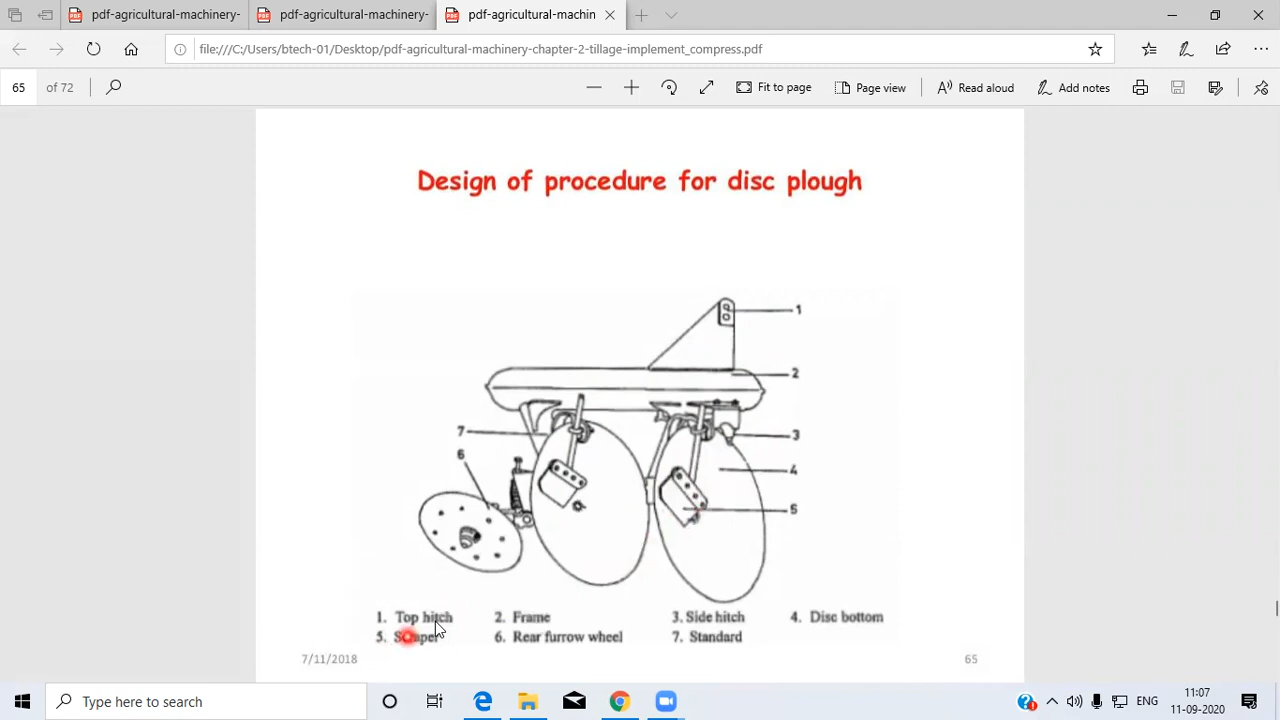 pdf-agricultural-machinery- pdf-agricultural-machinery- pdf-agricultural-machin
file:///C:/Users/btech-01/Desktop/pdf-agricultural-machinery-chapter-2-tillage-implement_compress.pdf
65 of 72 Fit to page Page view Read aloud Add notes
Design of procedure for disc plough
1
2
7 3
6
4
5
1. Top hitch 2. Frame 3. Side hitch 4. Disc bottom
5. Scraper 6. Rear furrow wheel 7. Standard
7/11/2018 65
Type here to search ENG 11:07
11-09-2020